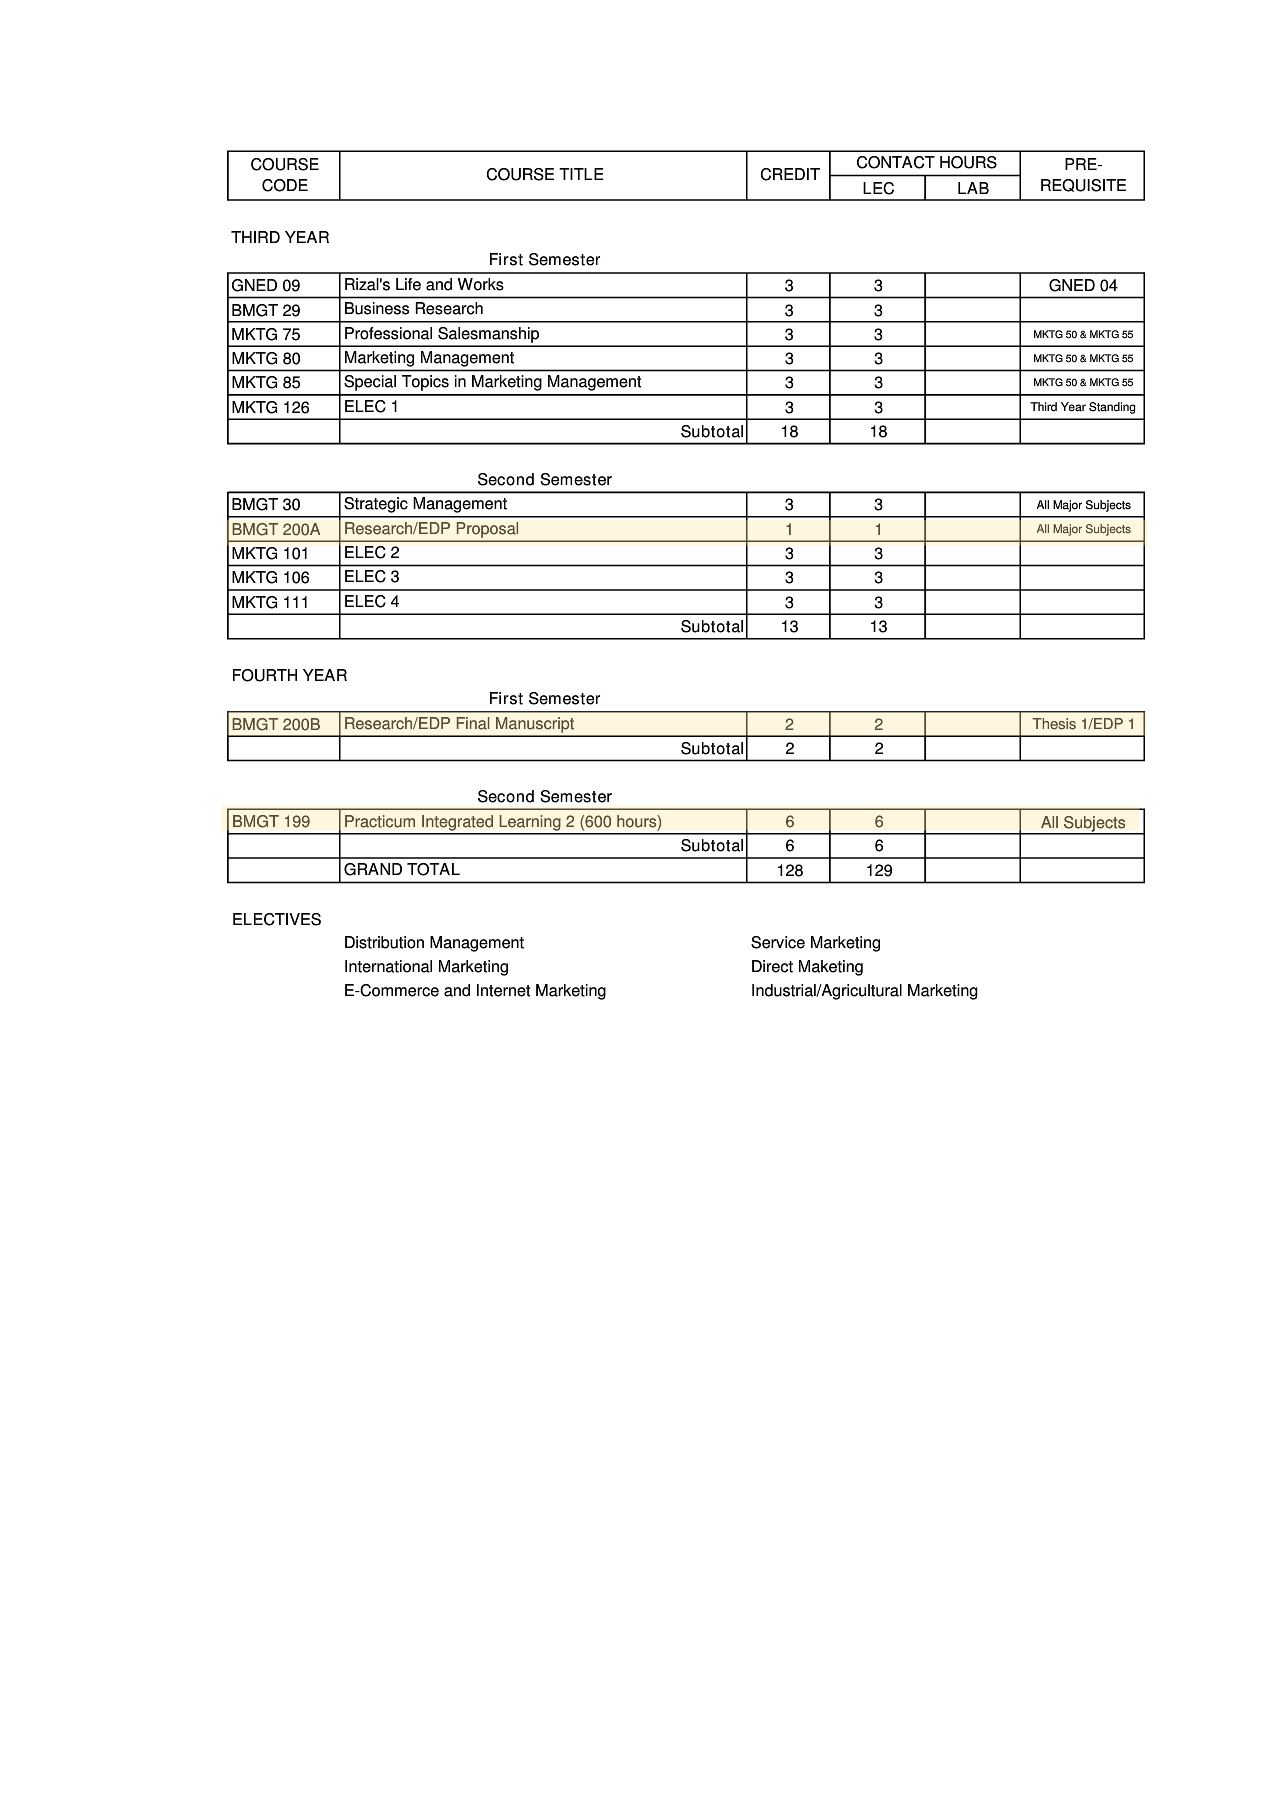 COURSE CODE COURSE TITLE CREDIT CONTACT HOURS PRE-REQUISITE
LEC LAB
THIRD YEAR
First Semester
GNED 09 Rizal's Life and Works 3 3 GNED 04
BMGT 29 Business Research 3 3
MKTG 75 Professional Salesmanship 3 3 MKTG 50 & MKTG 55
MKTG 80 Marketing Management 3 3 MKTG 50 & MKTG 55
MKTG 85 Special Topics in Marketing Management 3 3 MKTG 50 & MKTG 55
MKTG 126 ELEC 1 3 3 Third Year Standing
Subtotal 18 18
Second Semester
BMGT 30 Strategic Management 3 3 All Major Subjects
BMGT 200A Research/EDP Proposal 1 1 All Major Subjects
MKTG 101 ELEC 2 3 3
MKTG 106 ELEC 3 3 3
MKTG 111 ELEC 4 3 3
Subtotal 13 13
FOURTH YEAR
First Semester
BMGT 200B Research/EDP Final Manuscript 2 2 Thesis 1/EDP 1
Subtotal 2 2
Second Semester
BMGT 199 Practicum Integrated Learning 2 (600 hours) 6 6 All Subjects
Subtotal 6 6
GRAND TOTAL 128 129
ELECTIVES
Distribution Management Service Marketing
International Marketing Direct Maketing
E-Commerce and Internet Marketing Industrial/Agricultural Marketing